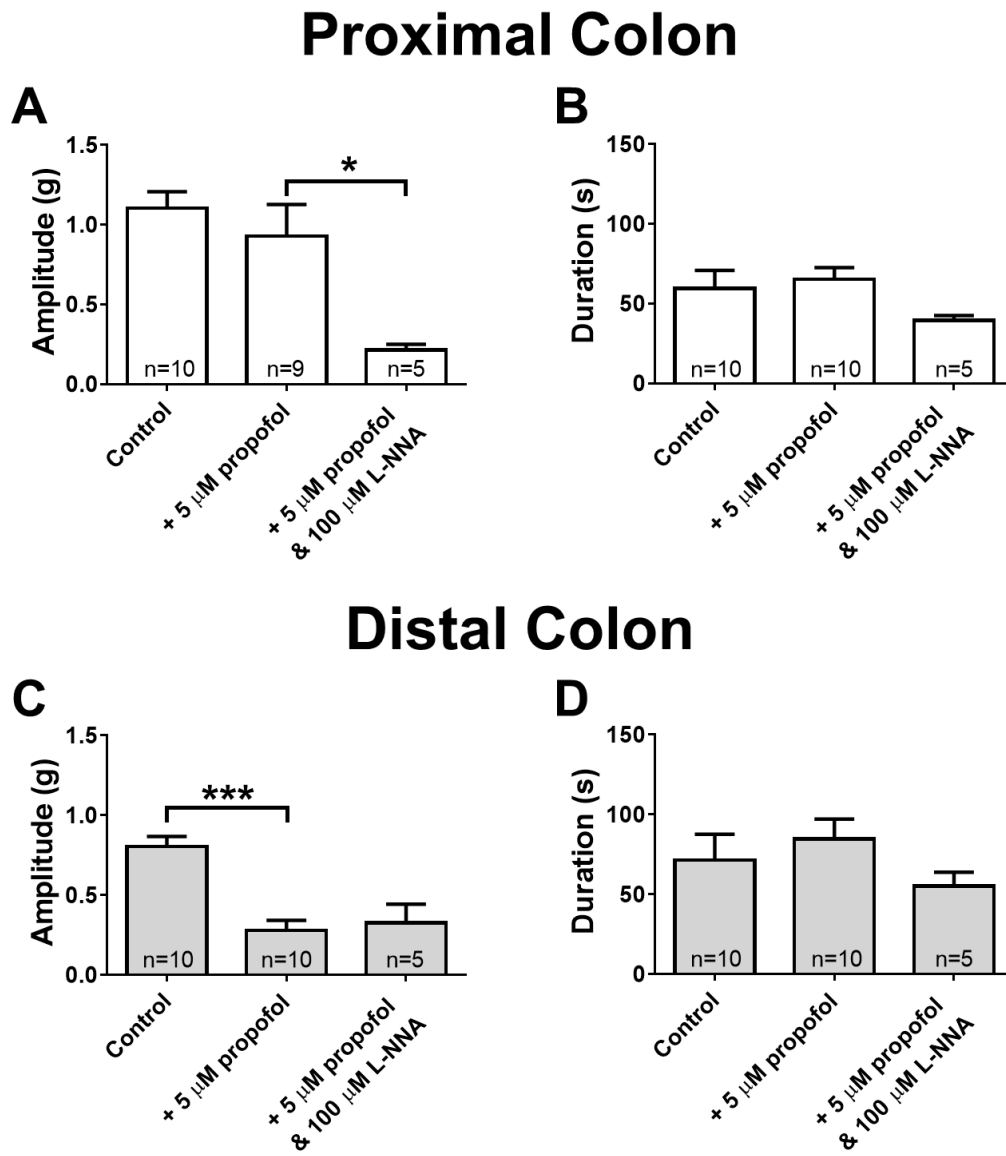 Proximal Colon
A
Amplitude (g)
1.5
1.0
0.5
0.0
*
n=10
n=9
n=5
Control
+ 5 μM propofol
+ 5 μM propofol
& 100 μM L-NNA
B
Duration (s)
150
100
50
0
n=10
n=10
n=5
Control
+ 5 μM propofol
+ 5 μM propofol
& 100 μM L-NNA
Distal Colon
C
Amplitude (g)
1.5
1.0
0.5
0.0
***
n=10
n=10
n=5
Control
+ 5 μM propofol
+ 5 μM propofol
& 100 μM L-NNA
D
Duration (s)
150
100
50
0
n=10
n=10
n=5
Control
+ 5 μM propofol
+ 5 μM propofol
& 100 μM L-NNA